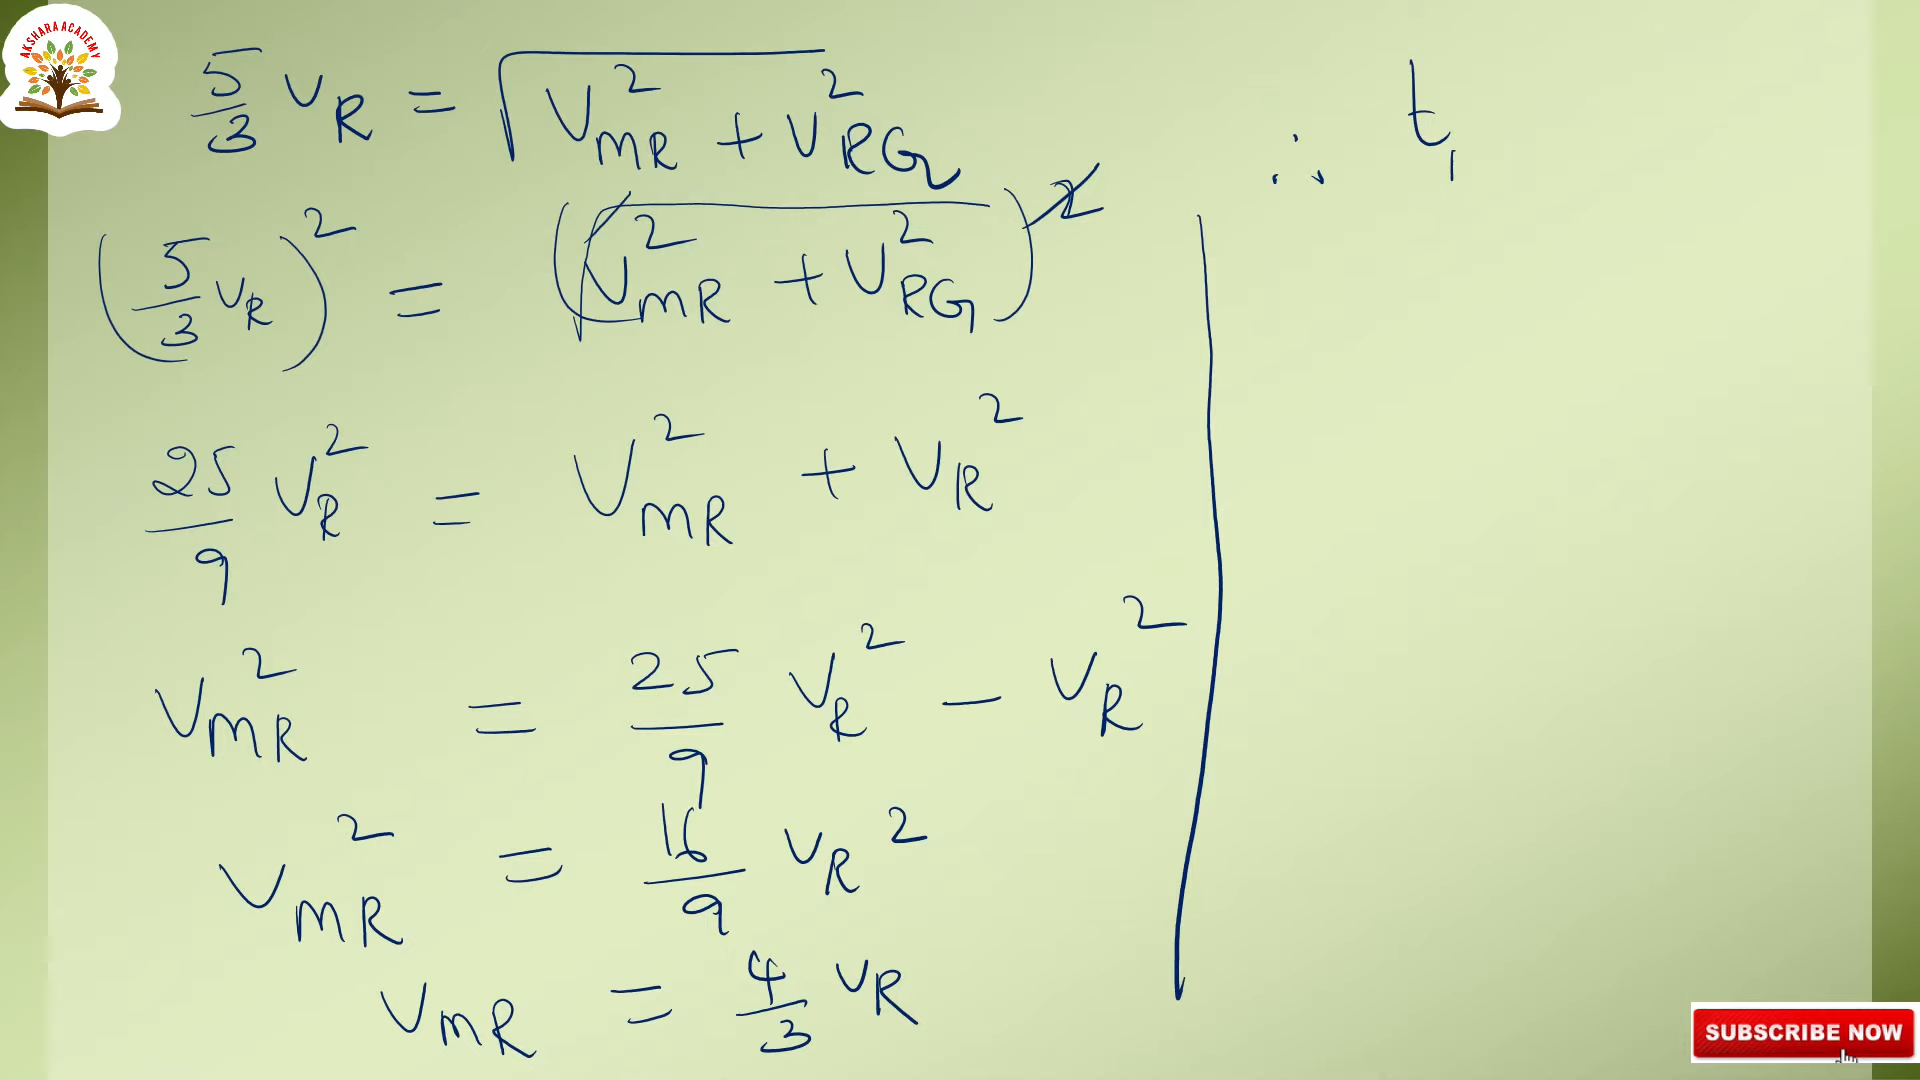 AKSHARA ACADEMY
5/3 v_R = √(v_MR² + v_RG²)
(5/3 v_R)² = (√(v_MR² + v_RG²))²
25/9 v_R² = v_MR² + v_R²
v_MR² = 25/9 v_R² - v_R²
v_MR² = 16/9 v_R²
v_MR = 4/3 v_R
∴ t₁
SUBSCRIBE NOW